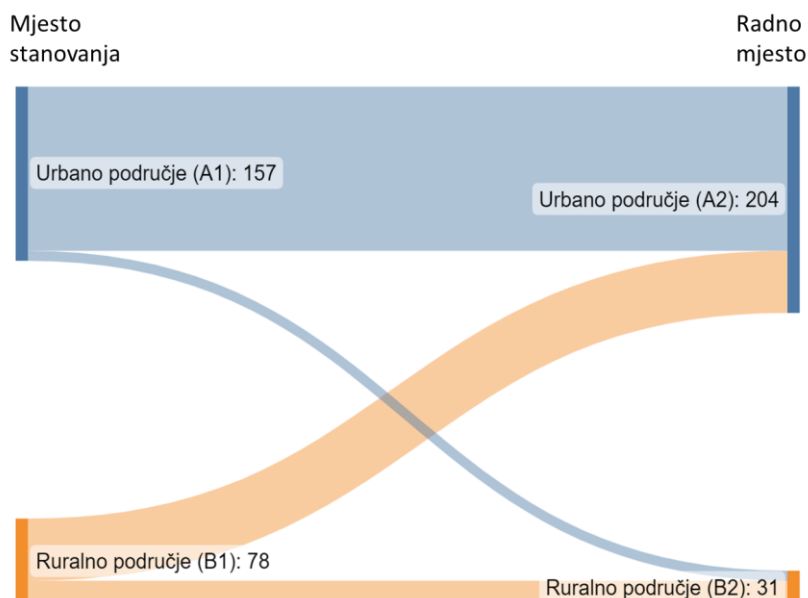 Mjesto
stanovanja
Radno
mjesto
Urbano područje (A1): 157
Urbano područje (A2): 204
Ruralno područje (B1): 78
Ruralno područje (B2): 31